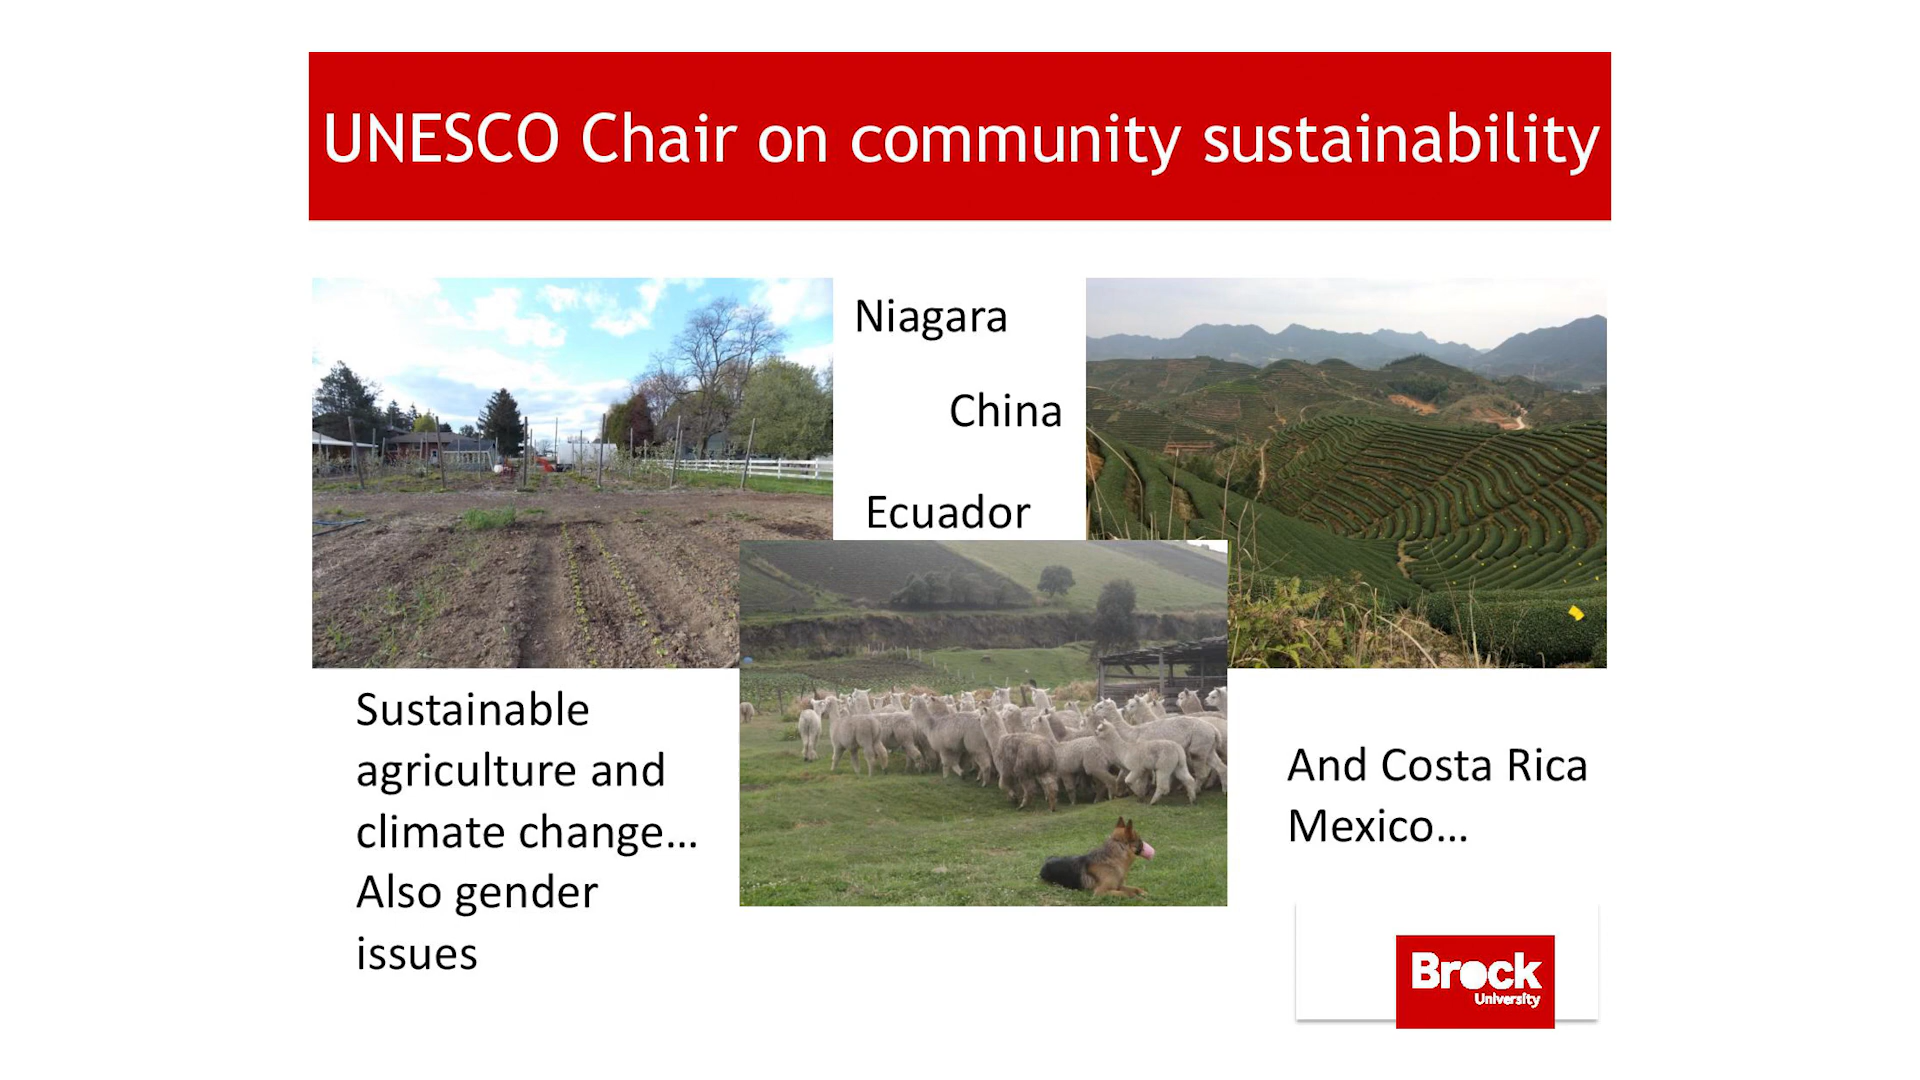 UNESCO Chair on community sustainability
Niagara
China
Ecuador
Sustainable
agriculture and
climate change…
Also gender
issues
And Costa Rica
Mexico…
Brock
University